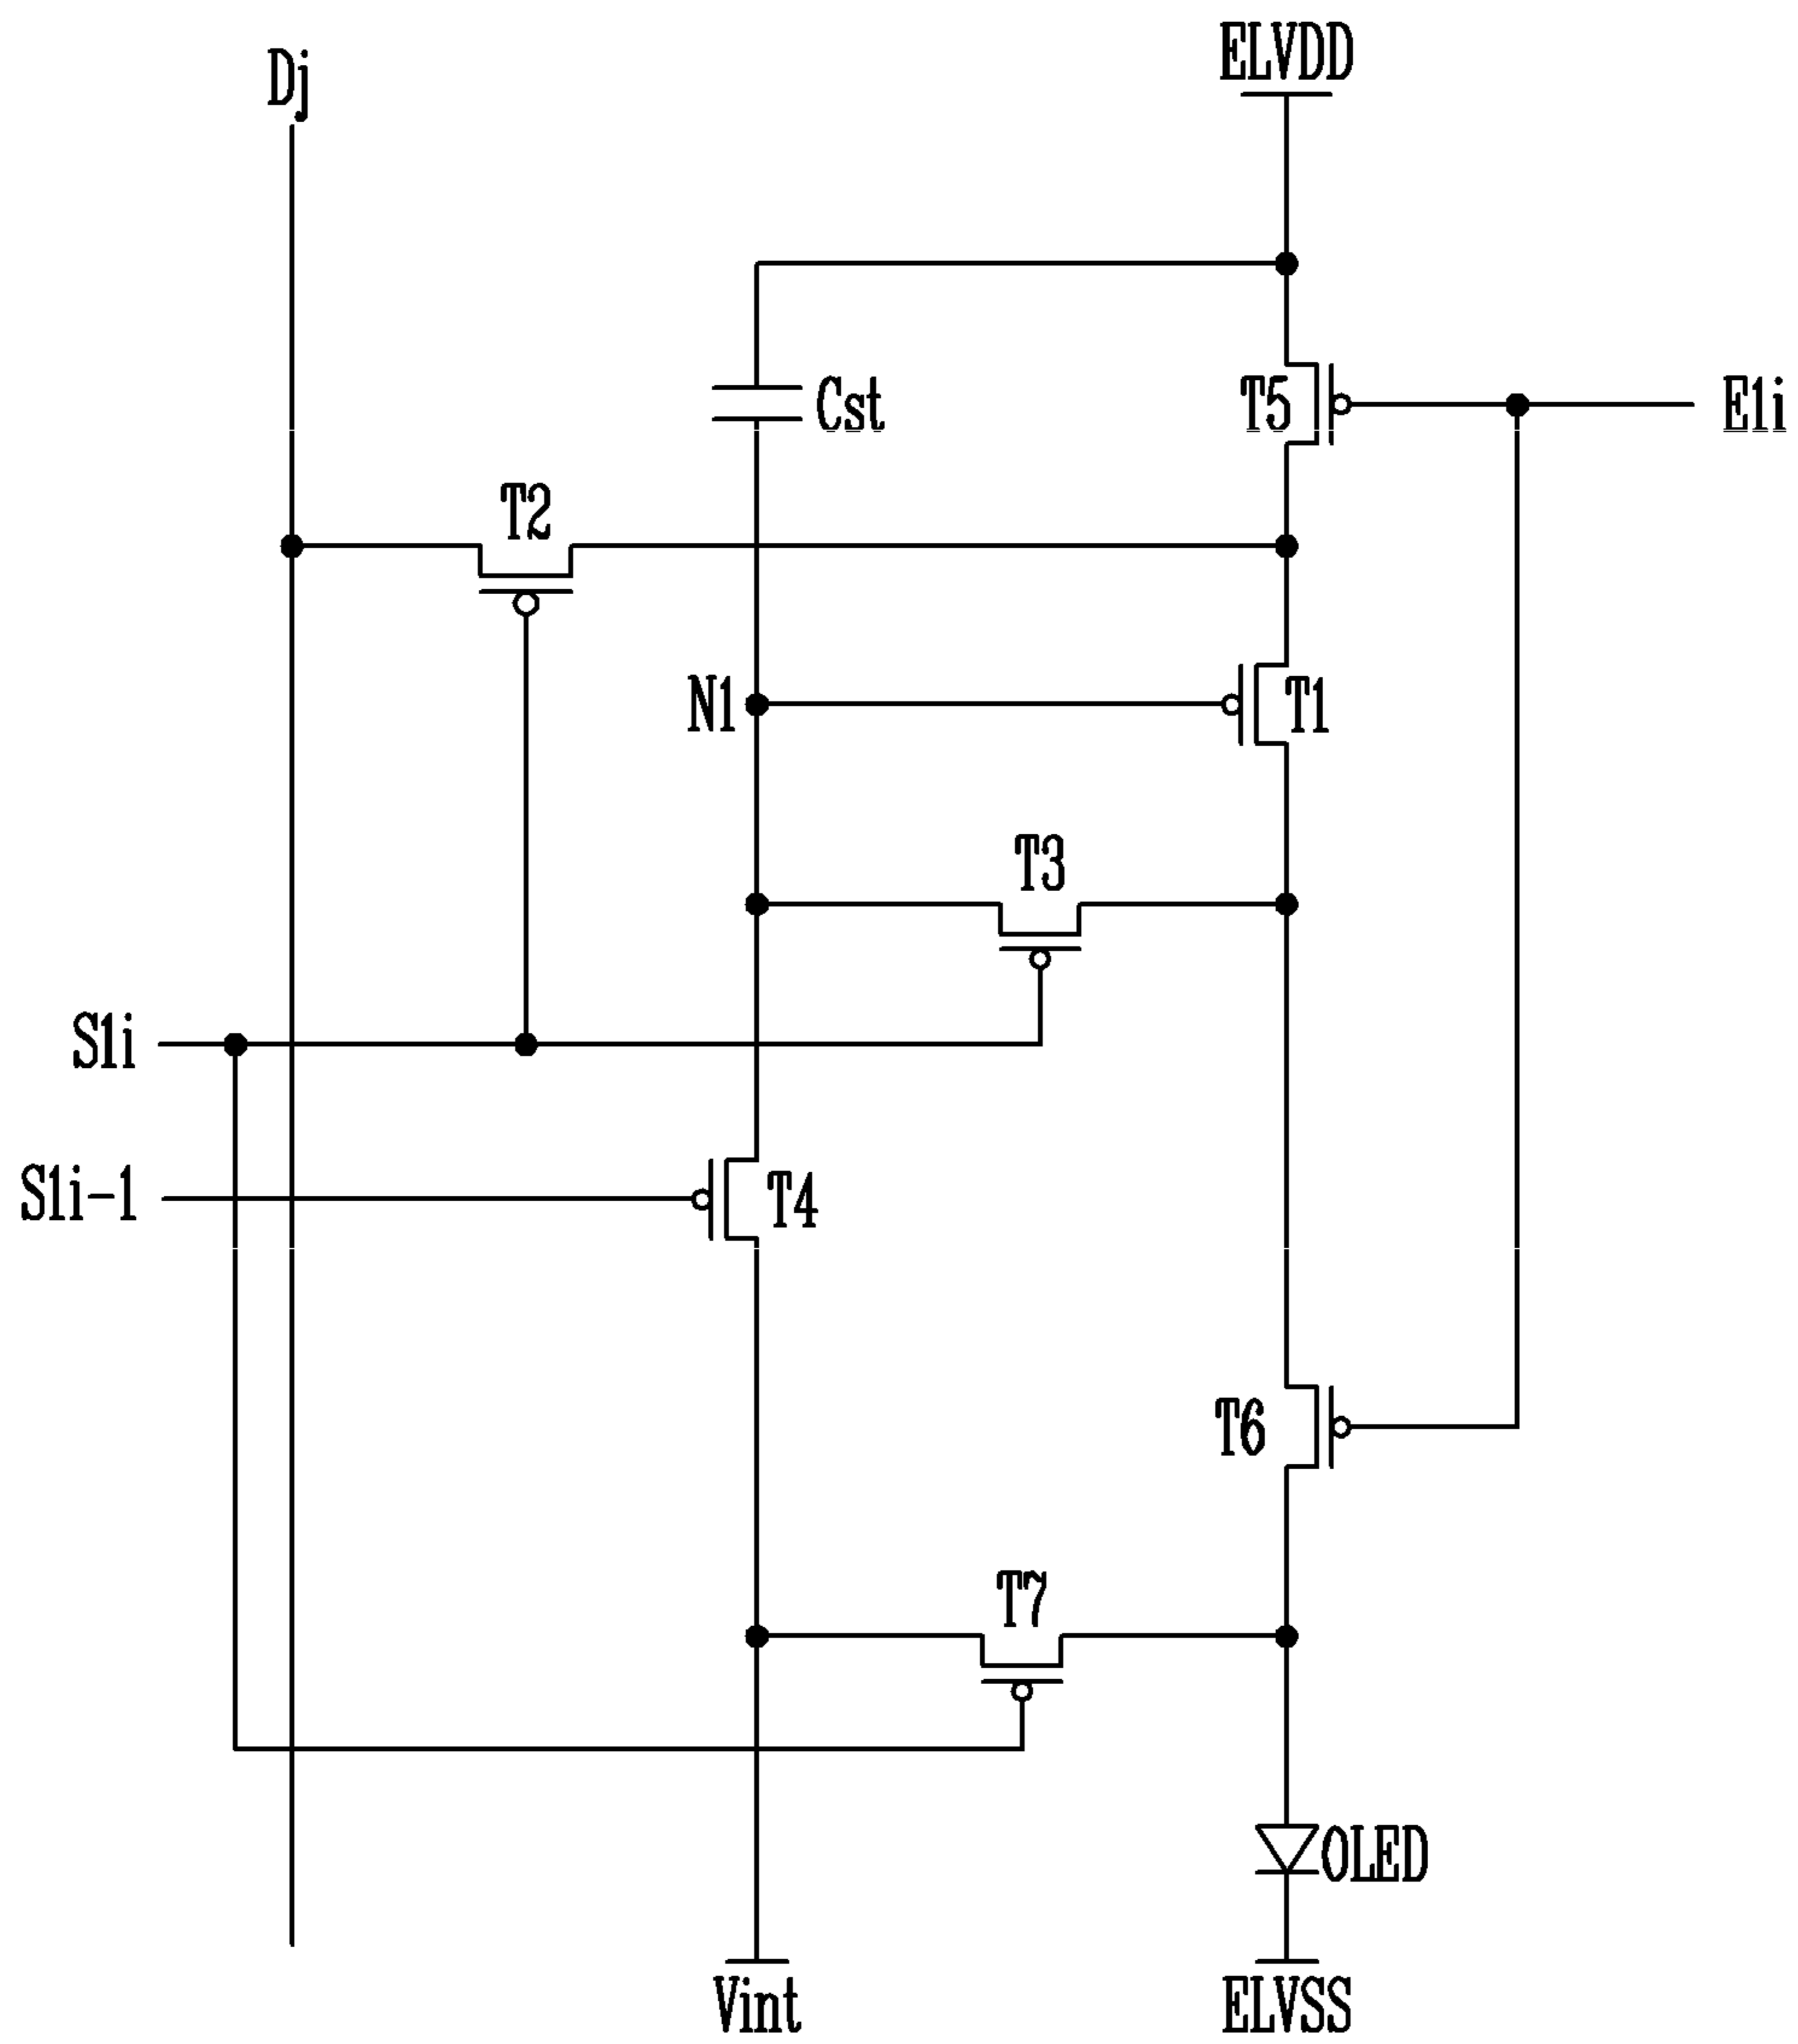 ELVDD
Dj
Cst
T5
E1i
T2
N1
T1
T3
S1i
S1i-1
T4
T6
T7
OLED
Vint
ELVSS